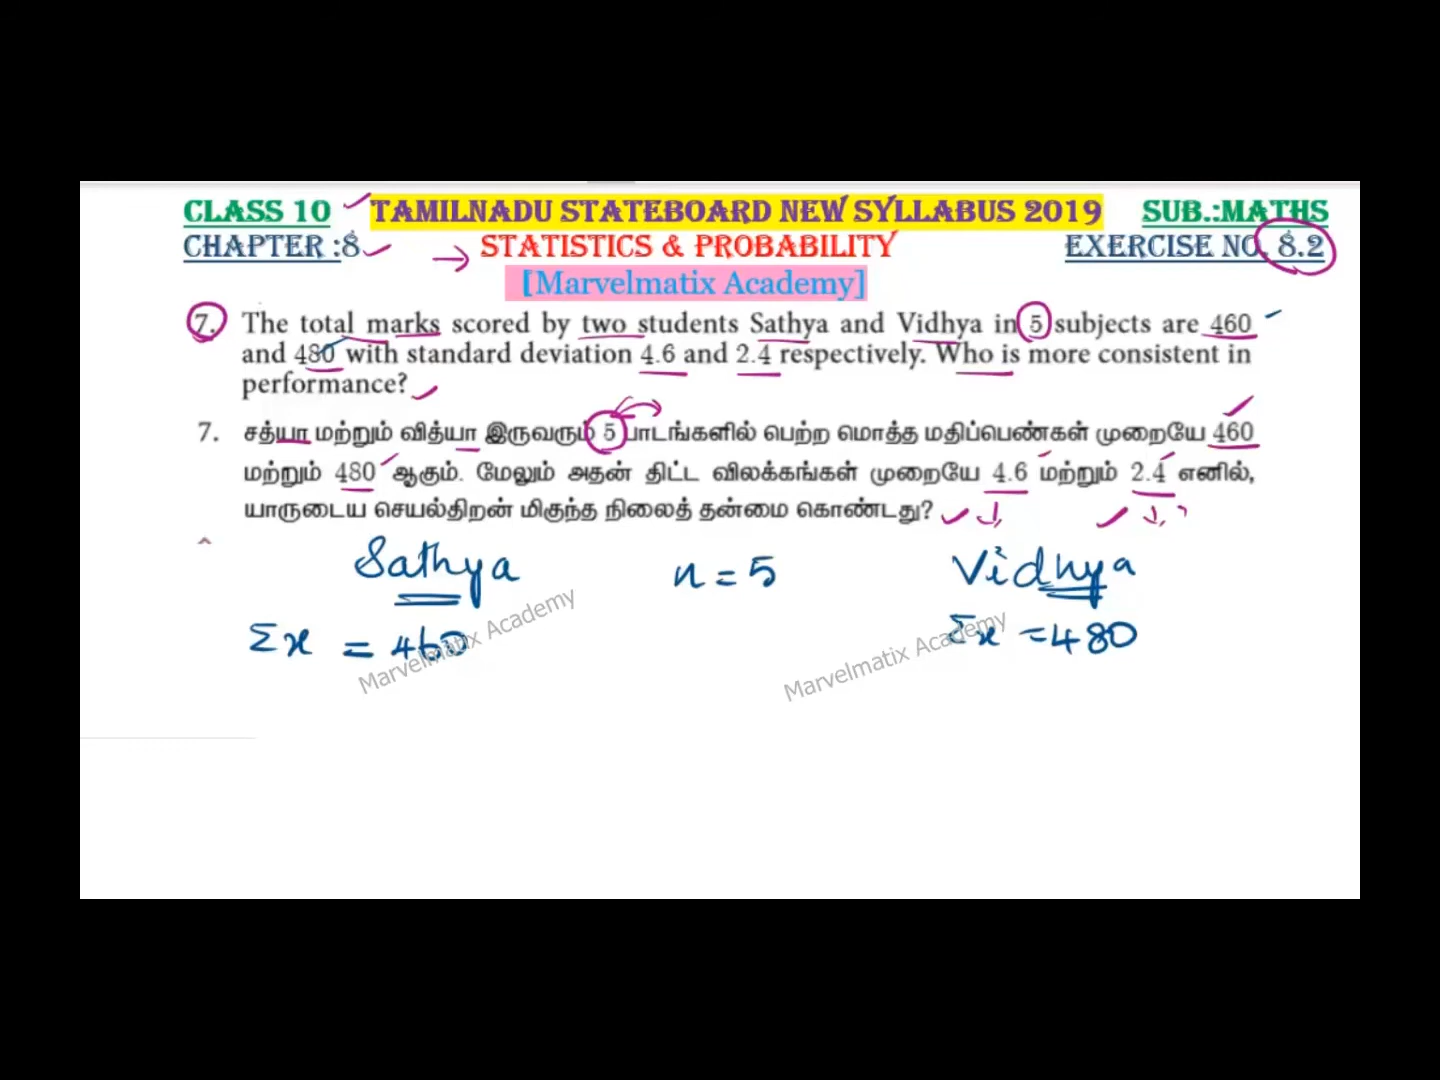 CLASS 10 TAMILNADU STATEBOARD NEW SYLLABUS 2019 SUB.:MATHS
CHAPTER :8 → STATISTICS & PROBABILITY EXERCISE NO. 8.2
[Marvelmatix Academy]
7. The total marks scored by two students Sathya and Vidhya in 5 subjects are 460
and 480 with standard deviation 4.6 and 2.4 respectively. Who is more consistent in
performance?
7. சத்யா மற்றும் வித்யா இருவரும் 5 பாடங்களில் பெற்ற மொத்த மதிப்பெண்கள் முறையே 460
மற்றும் 480 ஆகும். மேலும் அதன் திட்ட விலக்கங்கள் முறையே 4.6 மற்றும் 2.4 எனில்,
யாருடைய செயல்திறன் மிகுந்த நிலைத் தன்மை கொண்டது?
Sathya n = 5 Vidhya
Σx = 460 Σx = 480
Marvelmatix Academy Marvelmatix Academy